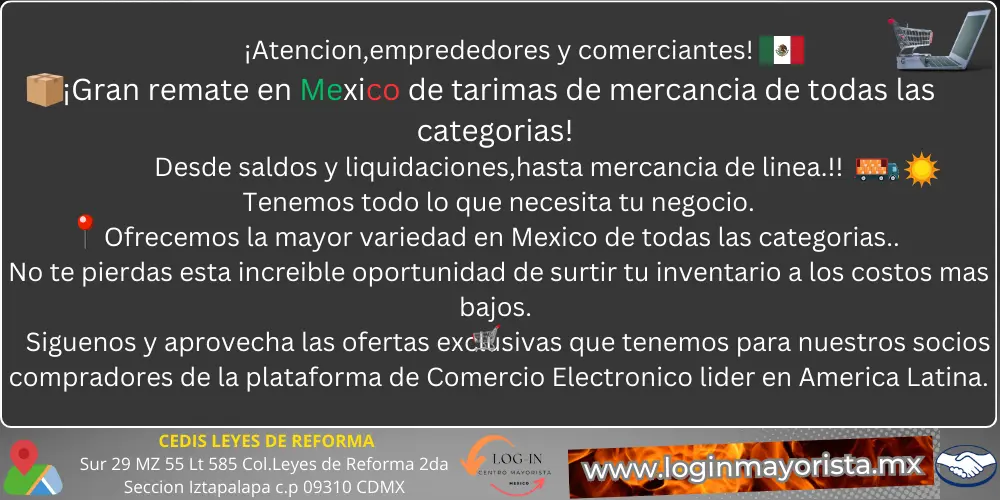 ¡Atencion,emprededores y comerciantes!
¡Gran remate en Mexico de tarimas de mercancia de todas las
categorias!
Desde saldos y liquidaciones,hasta mercancia de linea.!!
Tenemos todo lo que necesita tu negocio.
Ofrecemos la mayor variedad en Mexico de todas las categorias..
No te pierdas esta increible oportunidad de surtir tu inventario a los costos mas
bajos.
Siguenos y aprovecha las ofertas exclusivas que tenemos para nuestros socios
compradores de la plataforma de Comercio Electronico lider en America Latina.
CEDIS LEYES DE REFORMA
Sur 29 MZ 55 Lt 585 Col.Leyes de Reforma 2da
Seccion Iztapalapa c.p 09310 CDMX
LOG-IN
CENTRO MAYORISTA
MEXICO
www.loginmayorista.mx